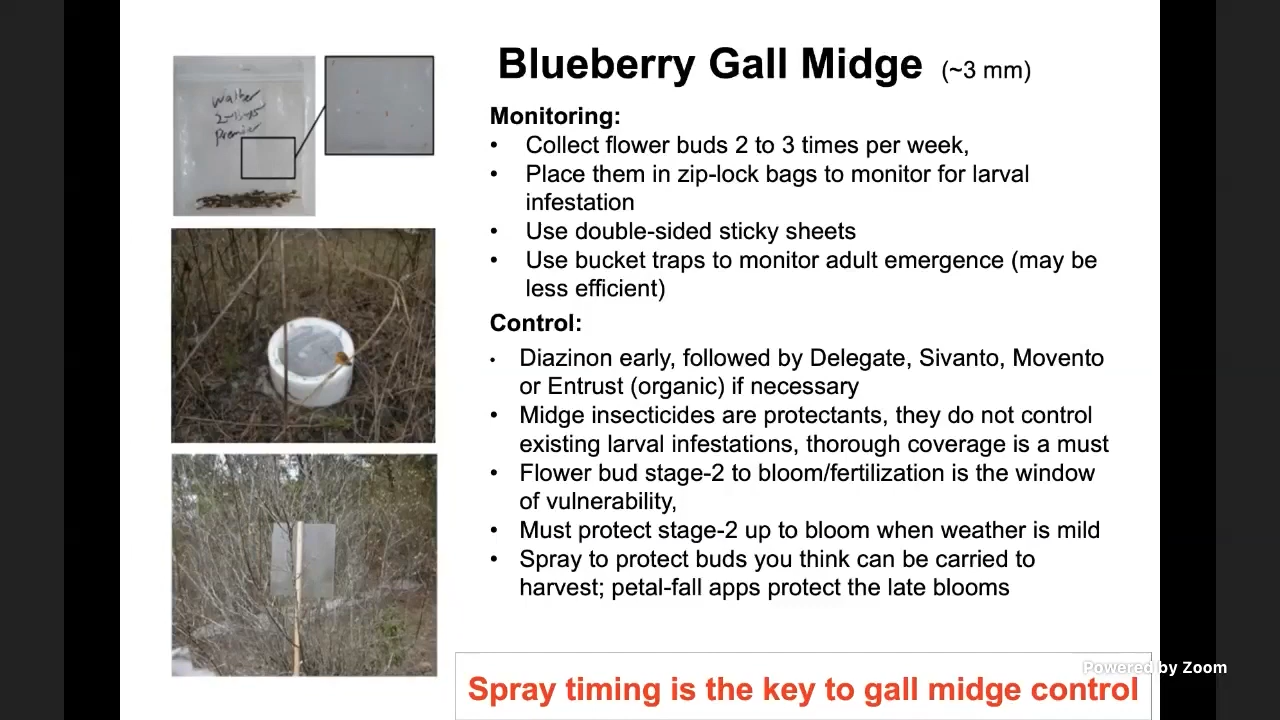 Walker
2-13-15
Premier
Blueberry Gall Midge (~3 mm)
Monitoring:
• Collect flower buds 2 to 3 times per week,
• Place them in zip-lock bags to monitor for larval
infestation
• Use double-sided sticky sheets
• Use bucket traps to monitor adult emergence (may be
less efficient)
Control:
• Diazinon early, followed by Delegate, Sivanto, Movento
or Entrust (organic) if necessary
• Midge insecticides are protectants, they do not control
existing larval infestations, thorough coverage is a must
• Flower bud stage-2 to bloom/fertilization is the window
of vulnerability,
• Must protect stage-2 up to bloom when weather is mild
• Spray to protect buds you think can be carried to
harvest; petal-fall apps protect the late blooms
Powered by Zoom
Spray timing is the key to gall midge control